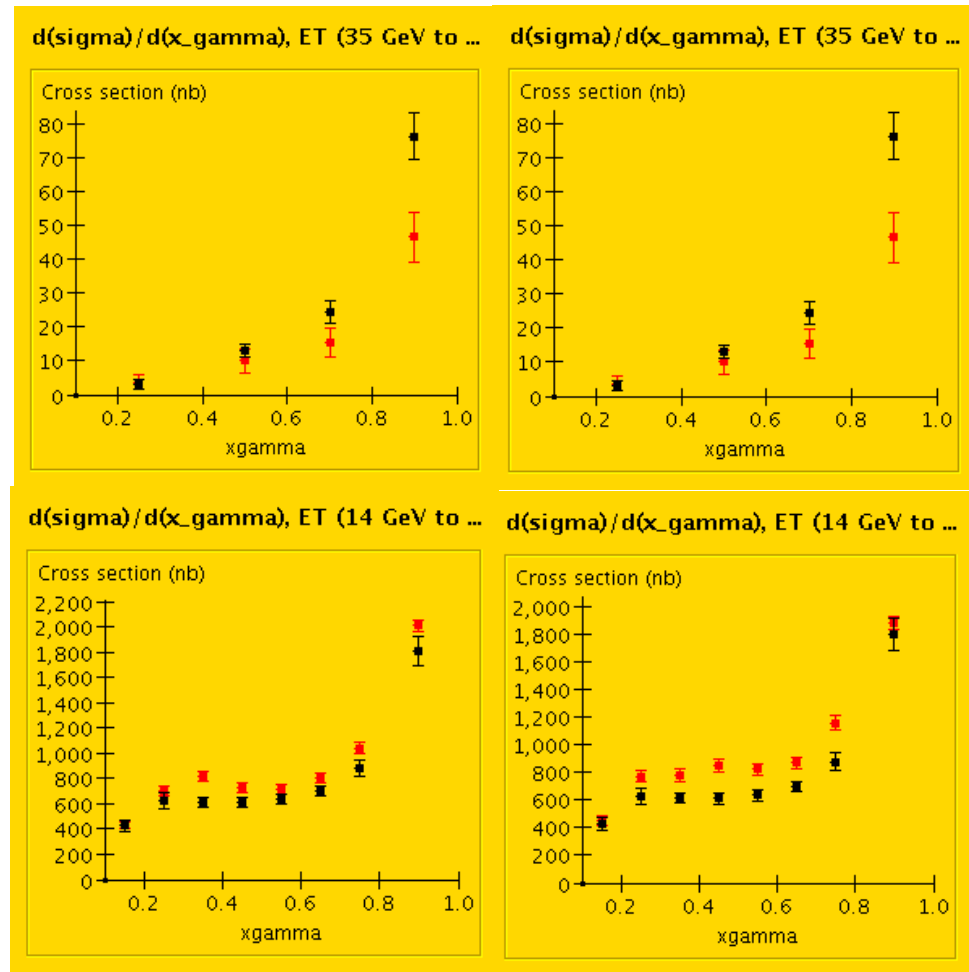 d(sigma)/d(x_gamma), ET (35 GeV to ...
Cross section (nb)
80
70
60
50
40
30
20
10
0
0.2 0.4 0.6 0.8 1.0
xgamma
d(sigma)/d(x_gamma), ET (35 GeV to ...
Cross section (nb)
80
70
60
50
40
30
20
10
0
0.2 0.4 0.6 0.8 1.0
xgamma
d(sigma)/d(x_gamma), ET (14 GeV to ...
Cross section (nb)
2,200
2,000
1,800
1,600
1,400
1,200
1,000
800
600
400
200
0
0.2 0.4 0.6 0.8 1.0
xgamma
d(sigma)/d(x_gamma), ET (14 GeV to ...
Cross section (nb)
2,000
1,800
1,600
1,400
1,200
1,000
800
600
400
200
0
0.2 0.4 0.6 0.8 1.0
xgamma